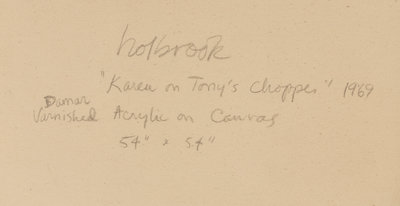 holbrook
"Karen on Tony's Chopper" 1969
Damar
Varnished Acrylic on Canvas
54" x 54"